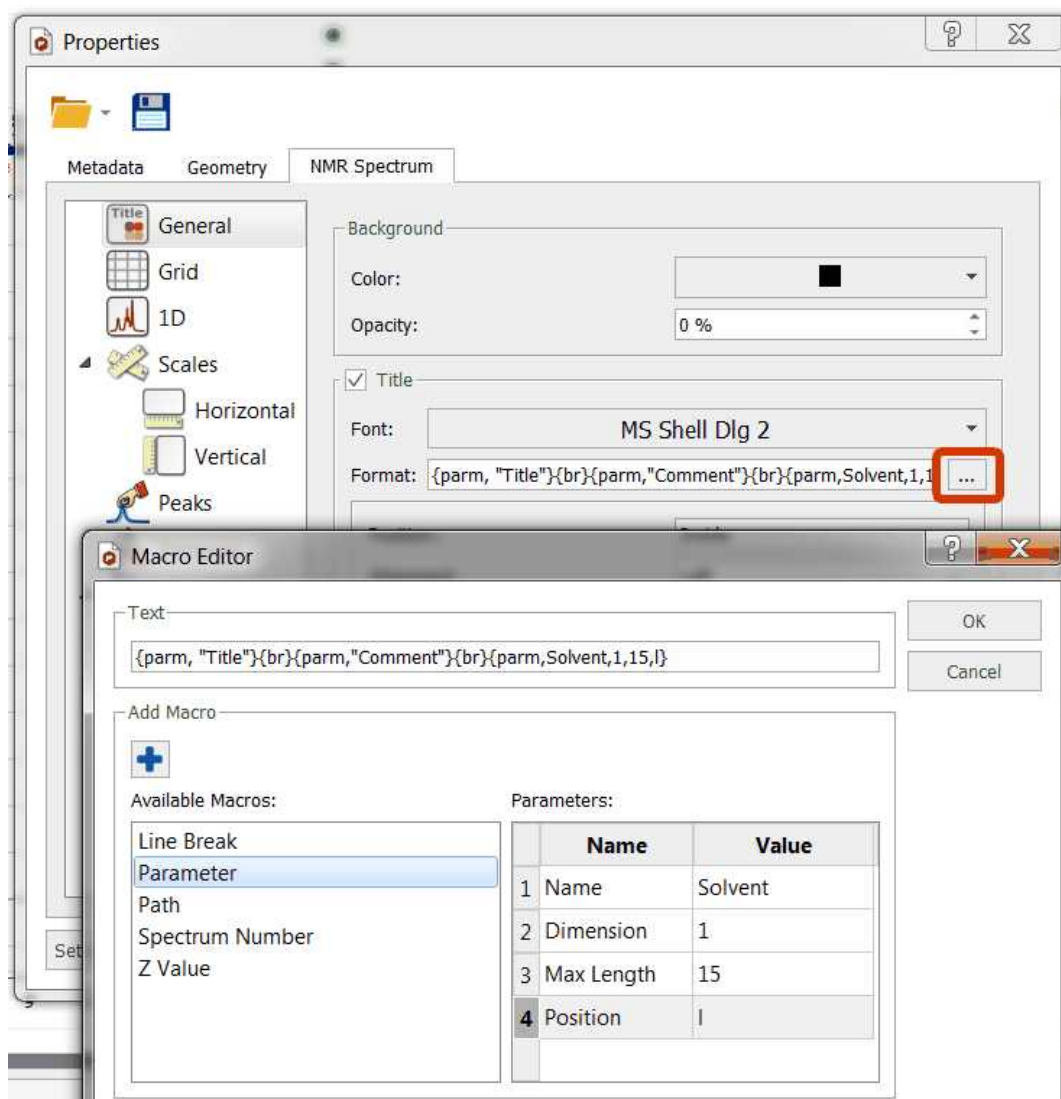 Properties
Metadata Geometry NMR Spectrum
Title
General
Grid
1D
Scales
Horizontal
Vertical
Peaks
Background
Color:
Opacity: 0 %
Title
Font: MS Shell Dlg 2
Format: {parm, "Title"}{br}{parm,"Comment"}{br}{parm,Solvent,1,1 ...
Set
Macro Editor
Text
{parm, "Title"}{br}{parm,"Comment"}{br}{parm,Solvent,1,15,l}
OK
Cancel
Add Macro
Available Macros:
Line Break
Parameter
Path
Spectrum Number
Z Value
Parameters:
Name Value
1 Name Solvent
2 Dimension 1
3 Max Length 15
4 Position l